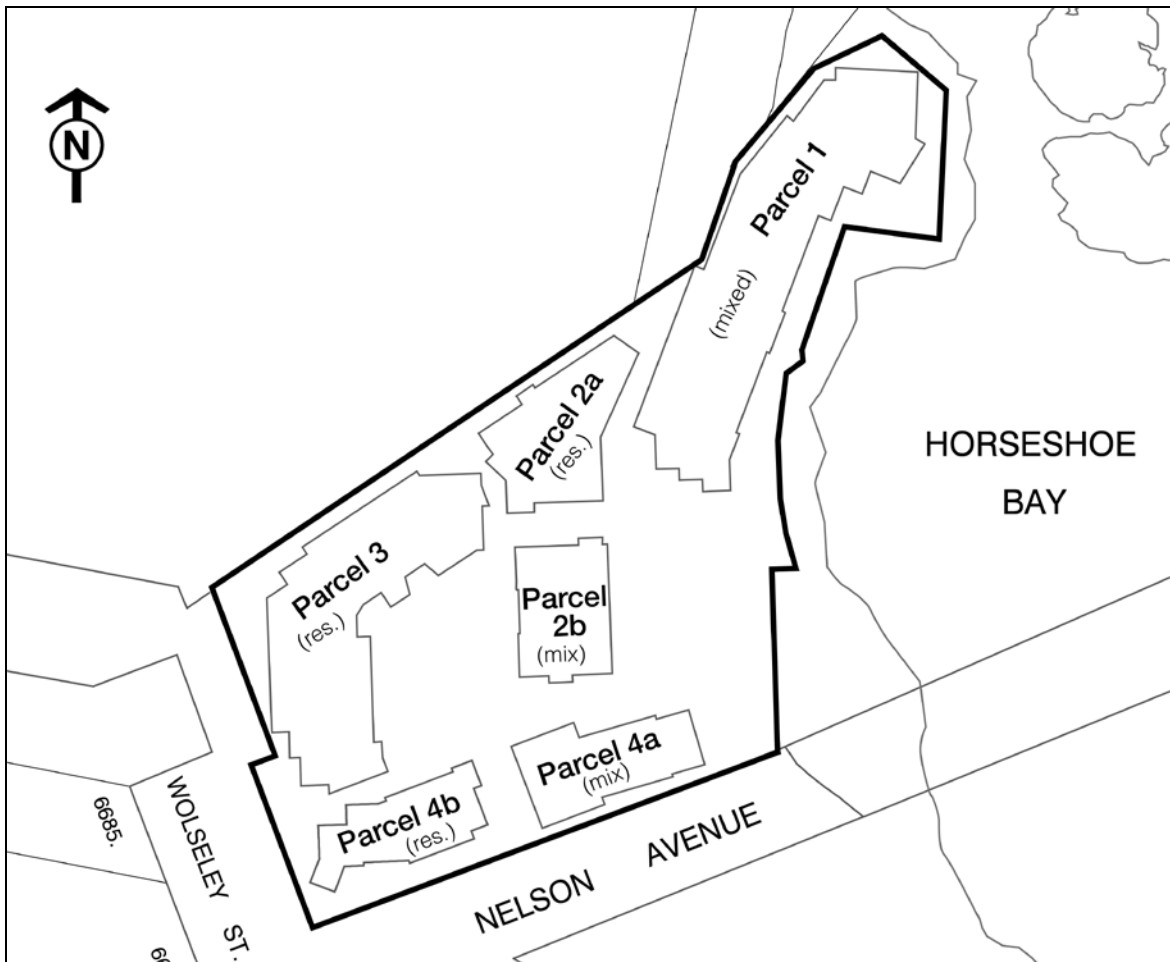 N
Parcel 1
(mixed)
Parcel 2a
(res.)
HORSESHOE
BAY
Parcel 3
(res.)
Parcel
2b
(mix)
Parcel 4a
(mix)
Parcel 4b
(res.)
6685.
WOLSELEY ST.
NELSON AVENUE